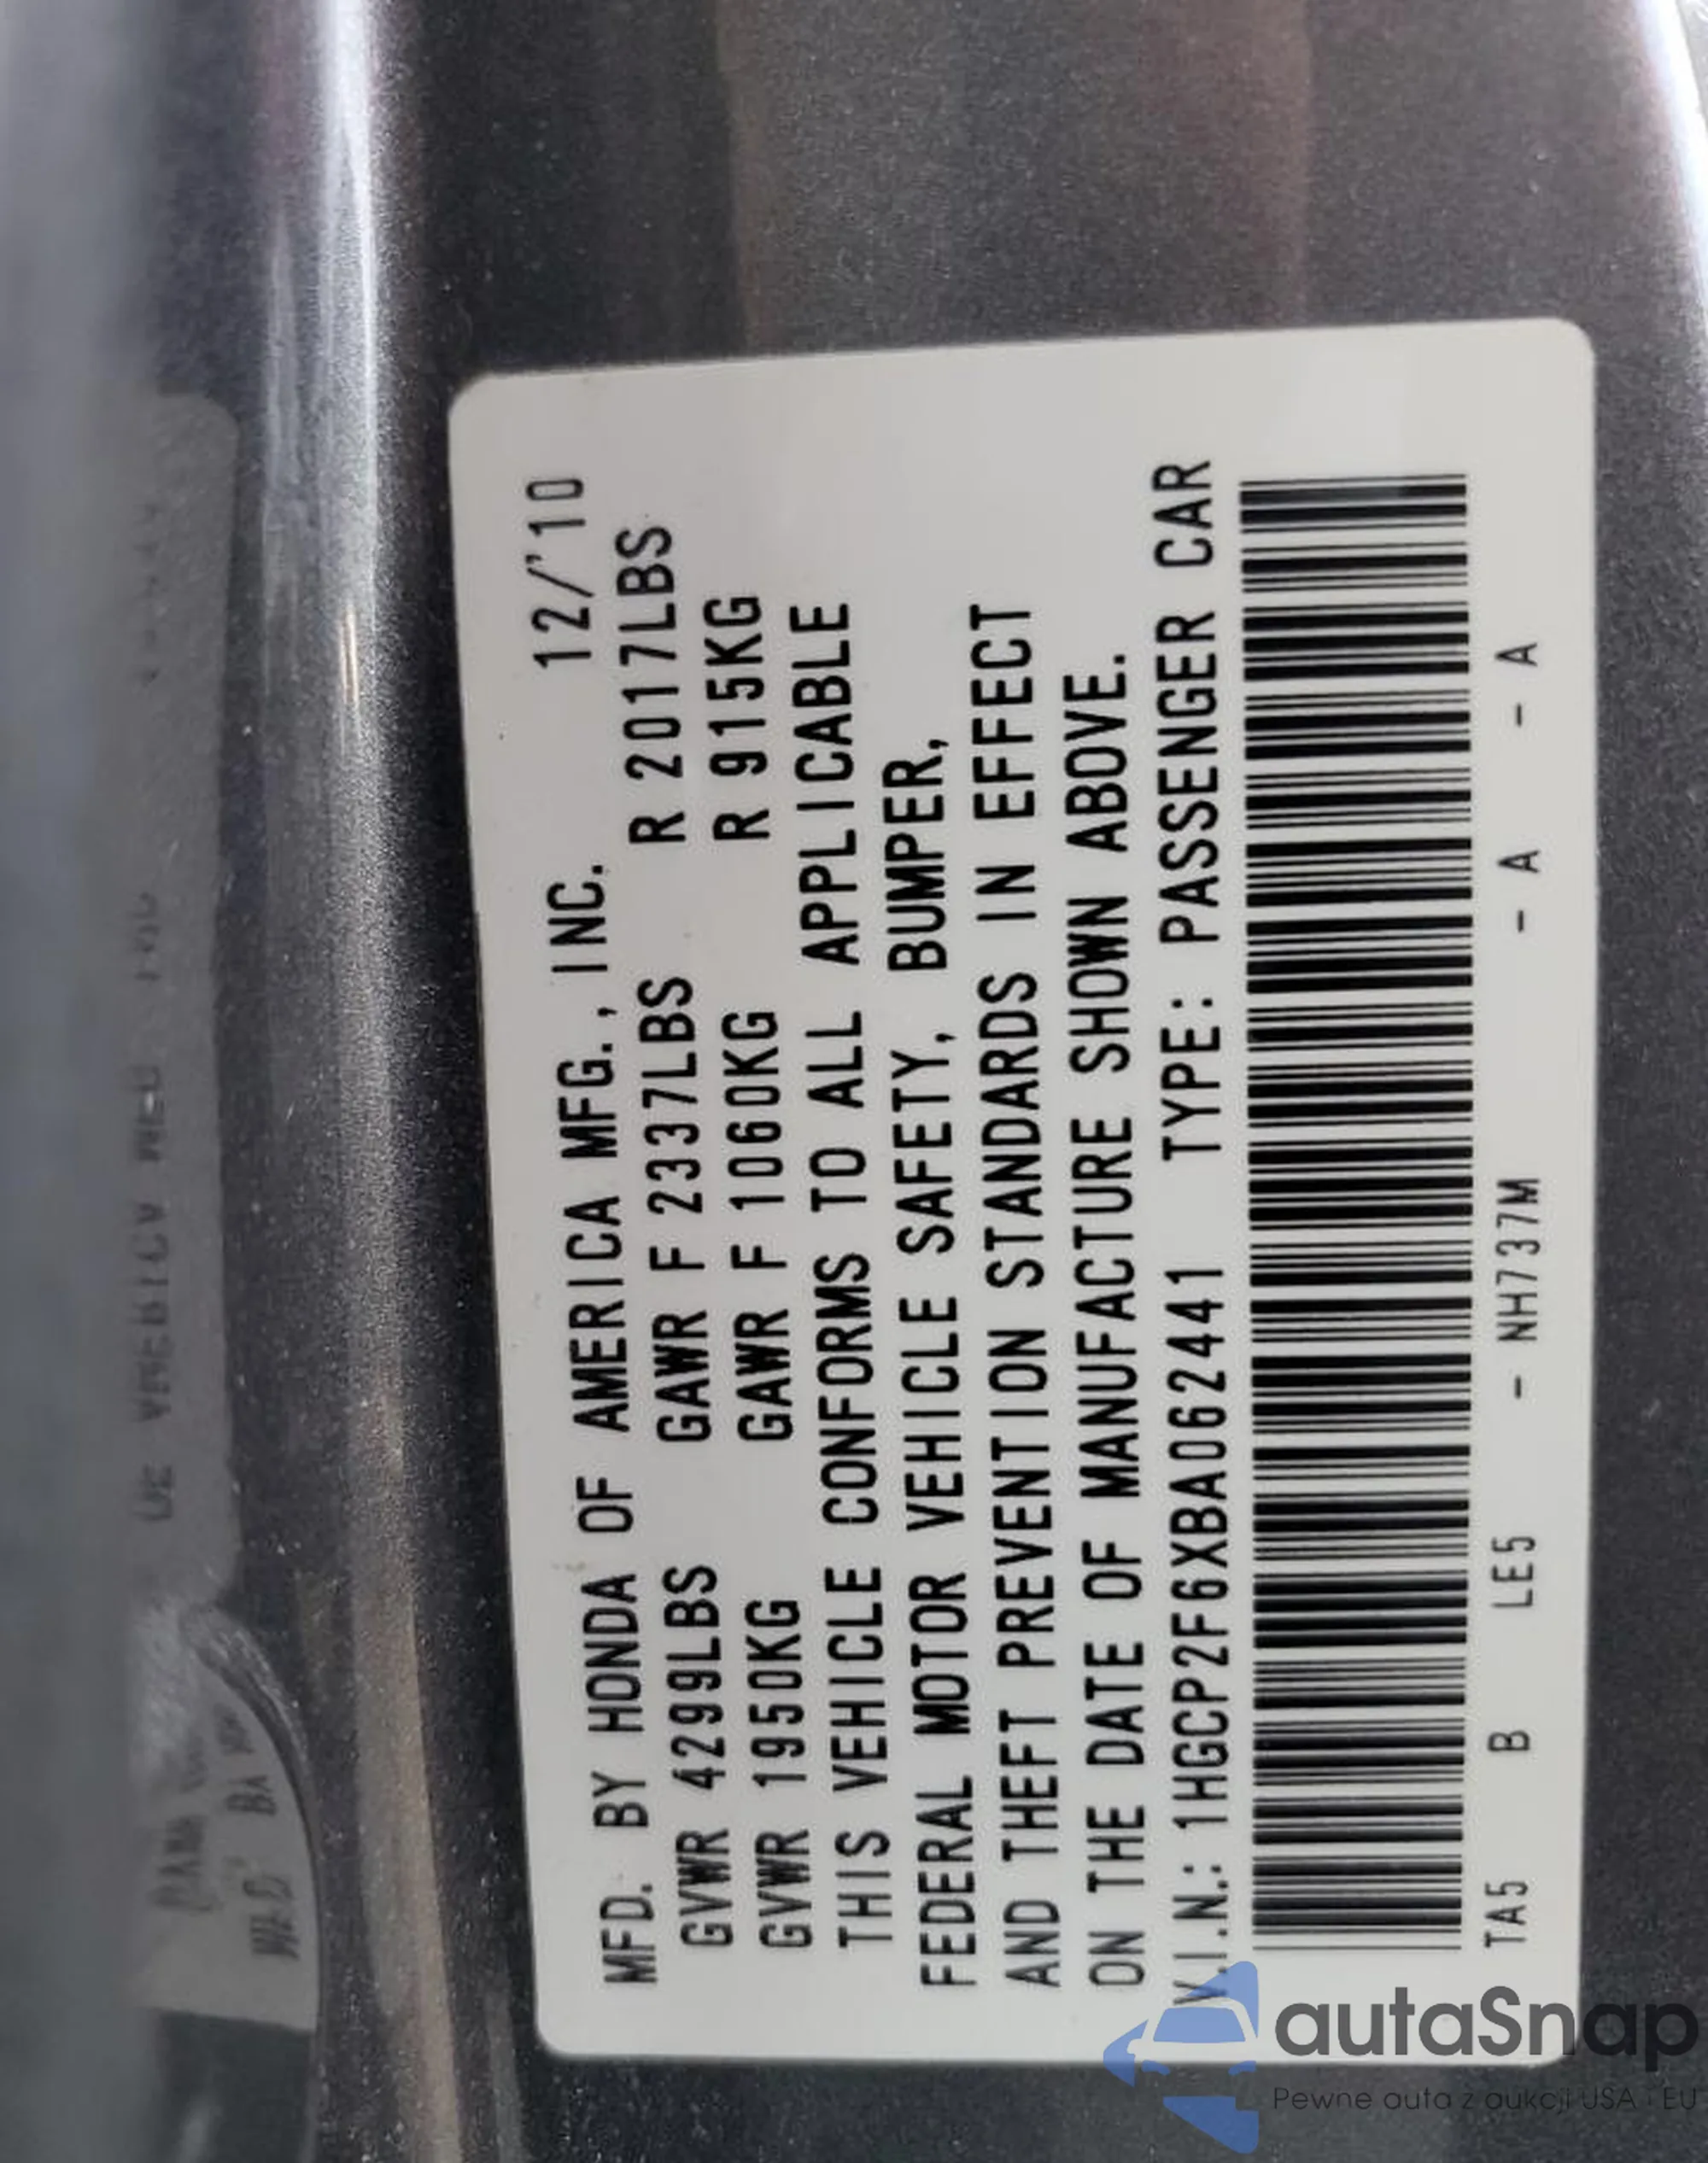 MFD. BY HONDA OF AMERICA MFG., INC. 12/'10
GVWR 4299LBS GAWR F 2337LBS R 2017LBS
GVWR 1950KG GAWR F 1060KG R 915KG
THIS VEHICLE CONFORMS TO ALL APPLICABLE
FEDERAL MOTOR VEHICLE SAFETY, BUMPER,
AND THEFT PREVENTION STANDARDS IN EFFECT
ON THE DATE OF MANUFACTURE SHOWN ABOVE.
V.I.N.: 1HGCP2F6XBA062441 TYPE: PASSENGER CAR
TA5 B LE5 - NH737M - A - A
autaSnap
Pewne auta z aukcji USA i EU